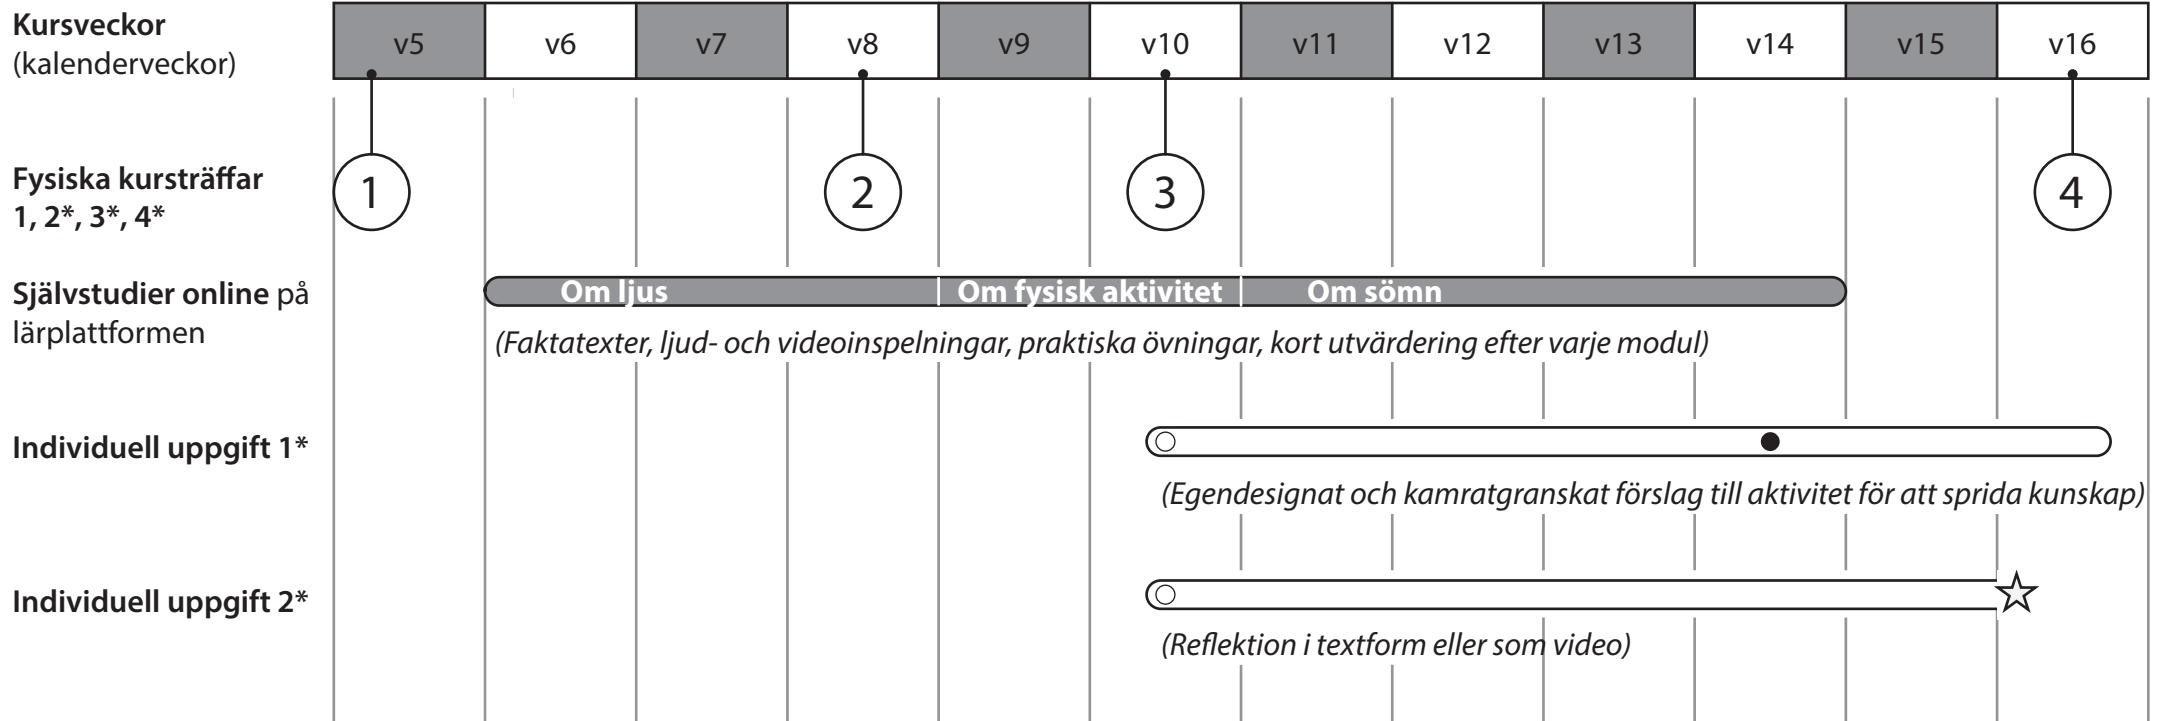 Kursveckor
(kalenderveckor)
v5 v6 v7 v8 v9 v10 v11 v12 v13 v14 v15 v16
Fysiska kursträffar
1, 2*, 3*, 4*
1 2 3 4
Självstudier online på
lärplattformen
Om ljus Om fysisk aktivitet Om sömn
(Faktatexter, ljud- och videoinspelningar, praktiska övningar, kort utvärdering efter varje modul)
Individuell uppgift 1*
(Egendesignat och kamratgranskat förslag till aktivitet för att sprida kunskap)
Individuell uppgift 2*
(Reflektion i textform eller som video)